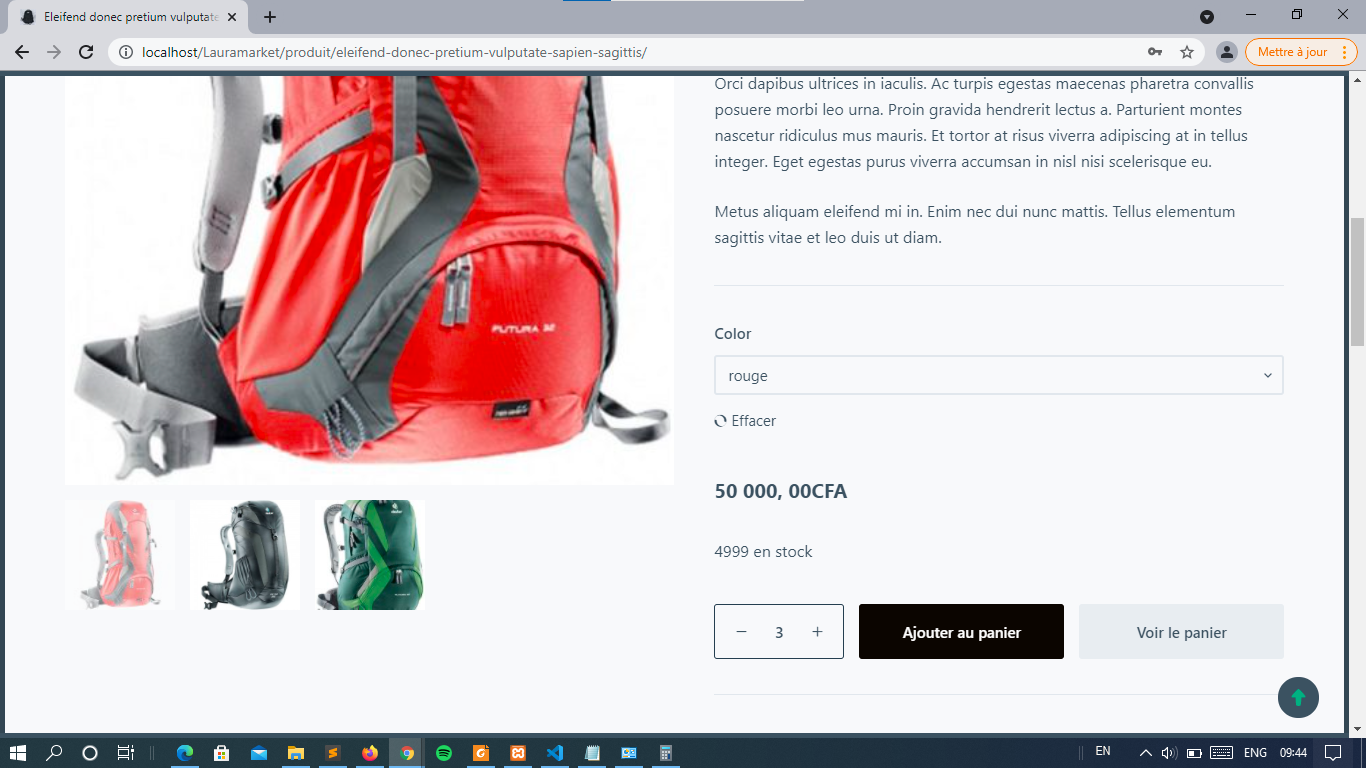 Eleifend donec pretium vulputate
localhost/Lauramarket/produit/eleifend-donec-pretium-vulputate-sapien-sagittis/
Mettre à jour
Orci dapibus ultrices in iaculis. Ac turpis egestas maecenas pharetra convallis
posuere morbi leo urna. Proin gravida hendrerit lectus a. Parturient montes
nascetur ridiculus mus mauris. Et tortor at risus viverra adipiscing at in tellus
integer. Eget egestas purus viverra accumsan in nisl nisi scelerisque eu.
Metus aliquam eleifend mi in. Enim nec dui nunc mattis. Tellus elementum
sagittis vitae et leo duis ut diam.
FUTURA 32
Color
rouge
Effacer
50 000, 00CFA
4999 en stock
− 3 +
Ajouter au panier
Voir le panier
EN
ENG
09:44